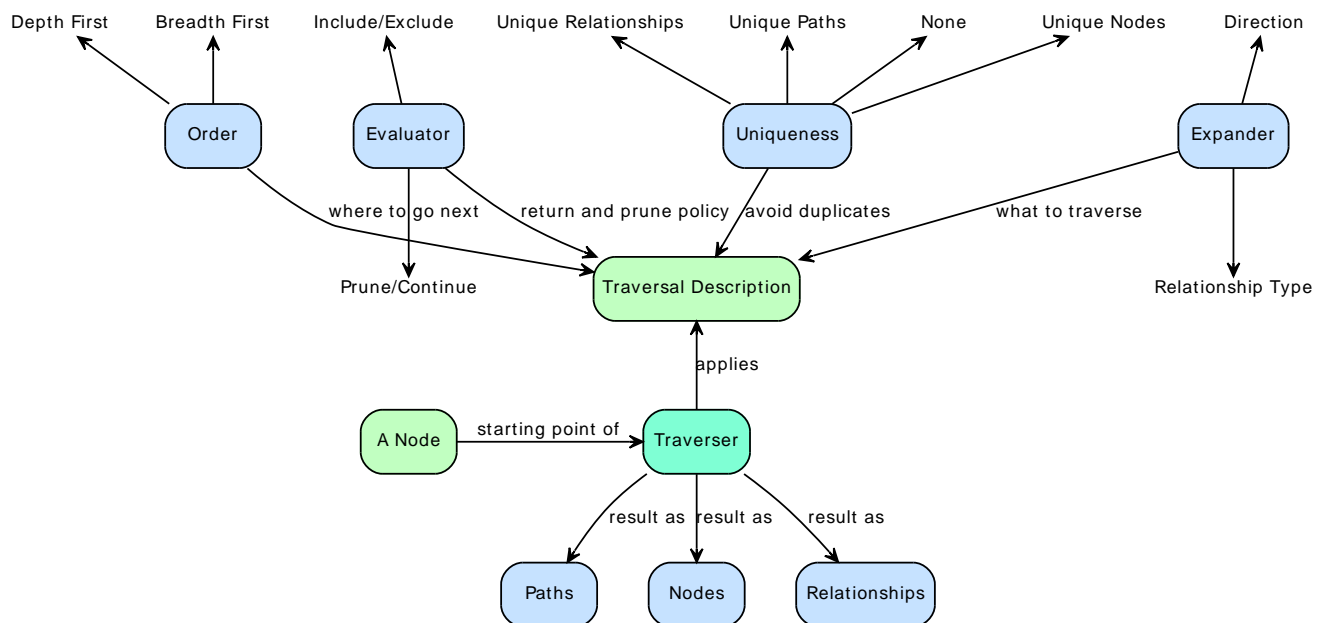 Depth First
Breadth First
Include/Exclude
Unique Relationships
Unique Paths
None
Unique Nodes
Direction
Order
Evaluator
Uniqueness
Expander
where to go next
return and prune policy
avoid duplicates
what to traverse
Prune/Continue
Traversal Description
Relationship Type
applies
A Node
starting point of
Traverser
result as
result as
result as
Paths
Nodes
Relationships